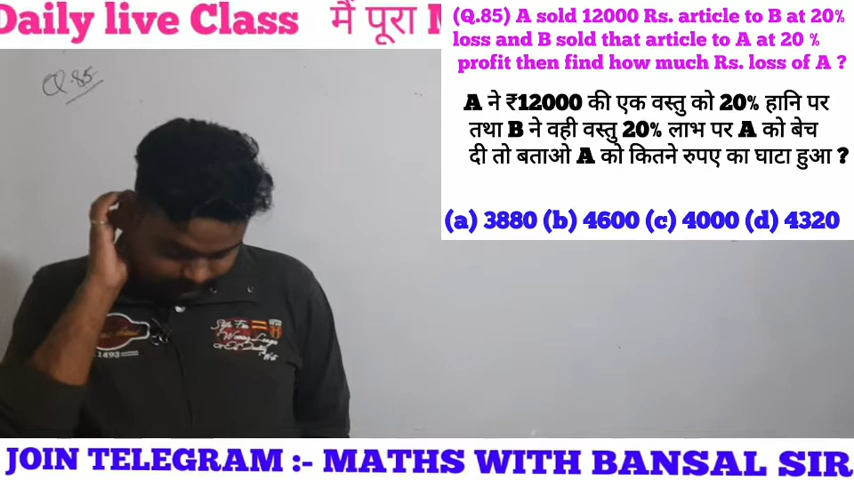 Daily live Class में पूरा
(Q.85) A sold 12000 Rs. article to B at 20%
loss and B sold that article to A at 20 %
profit then find how much Rs. loss of A ?
Q.85
A ने ₹12000 की एक वस्तु को 20% हानि पर
तथा B ने वही वस्तु 20% लाभ पर A को बेच
दी तो बताओ A को कितने रुपए का घाटा हुआ ?
(a) 3880 (b) 4600 (c) 4000 (d) 4320
1493
JOIN TELEGRAM :- MATHS WITH BANSAL SIR